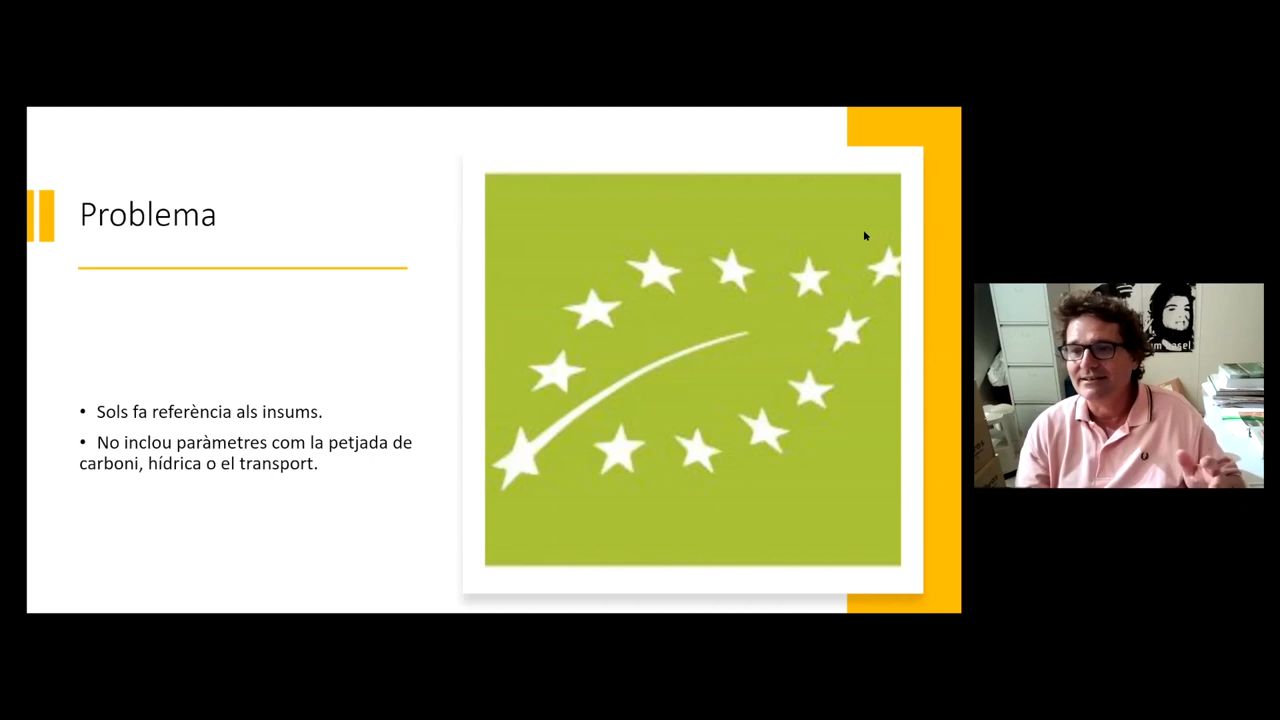 Problema
• Sols fa referència als insums.
• No inclou paràmetres com la petjada de
carboni, hídrica o el transport.